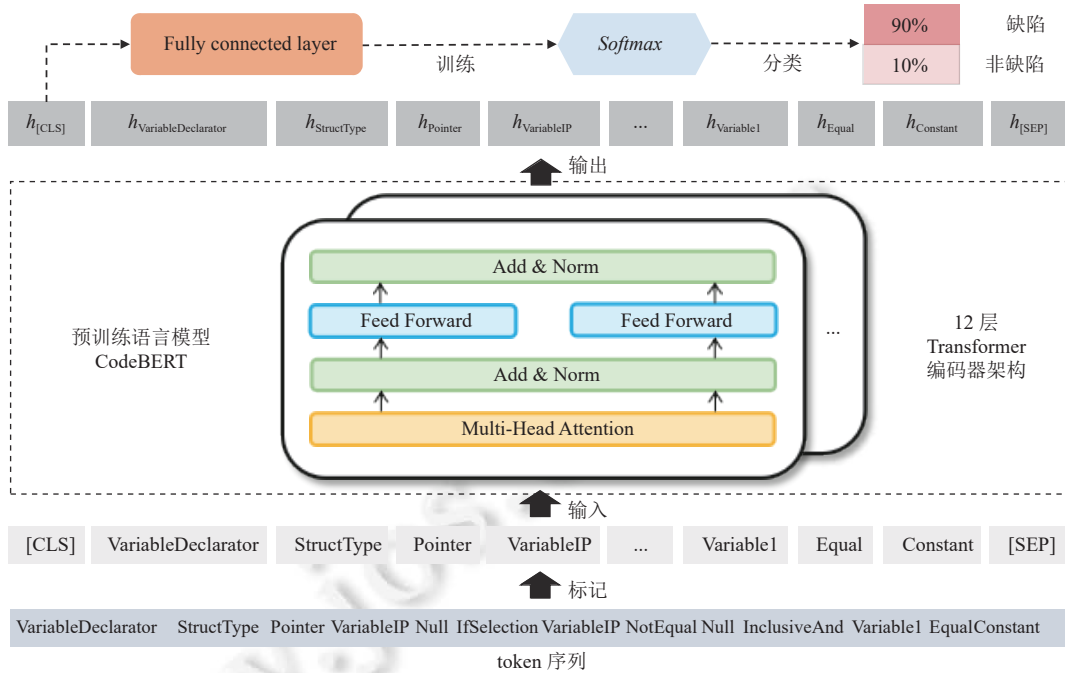 Fully connected layer
训练
Softmax
分类
90%
缺陷
10%
非缺陷
h[CLS] hVariableDeclarator hStructType hPointer hVariableIP ... hVariable1 hEqual hConstant h[SEP]
输出
预训练语言模型
CodeBERT
Add & Norm
Feed Forward Feed Forward
Add & Norm
Multi-Head Attention
...
12 层
Transformer
编码器架构
输入
[CLS] VariableDeclarator StructType Pointer VariableIP ... Variable1 Equal Constant [SEP]
标记
VariableDeclarator StructType Pointer VariableIP Null IfSelection VariableIP NotEqual Null InclusiveAnd Variable1 EqualConstant
token 序列